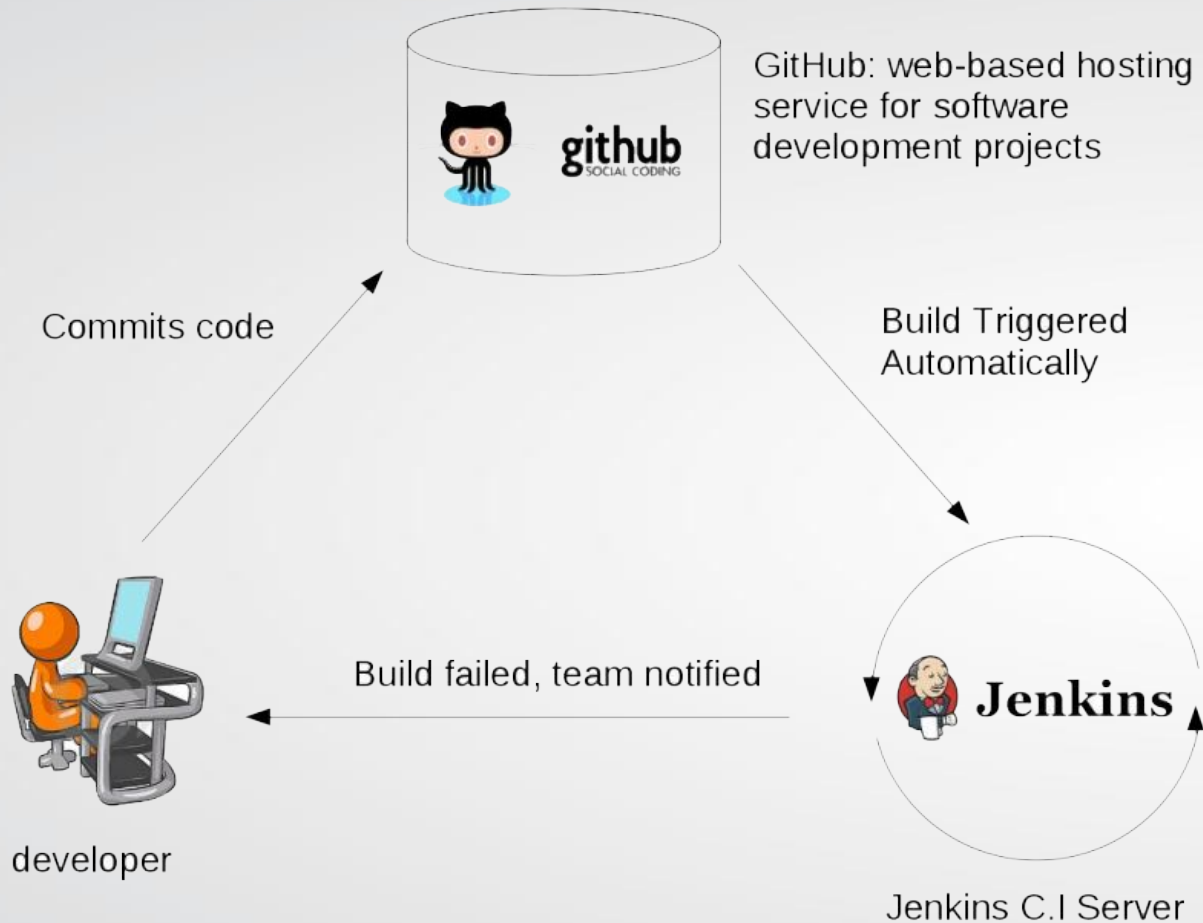 GitHub: web-based hosting
service for software
development projects
github
SOCIAL CODING
Commits code
Build Triggered
Automatically
Build failed, team notified
Jenkins
developer
Jenkins C.I Server